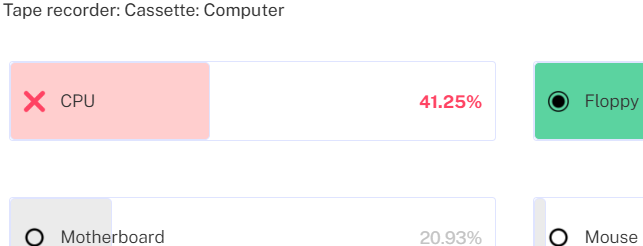 Tape recorder: Cassette: Computer
CPU 41.25%
Floppy
Motherboard 20.93%
Mouse